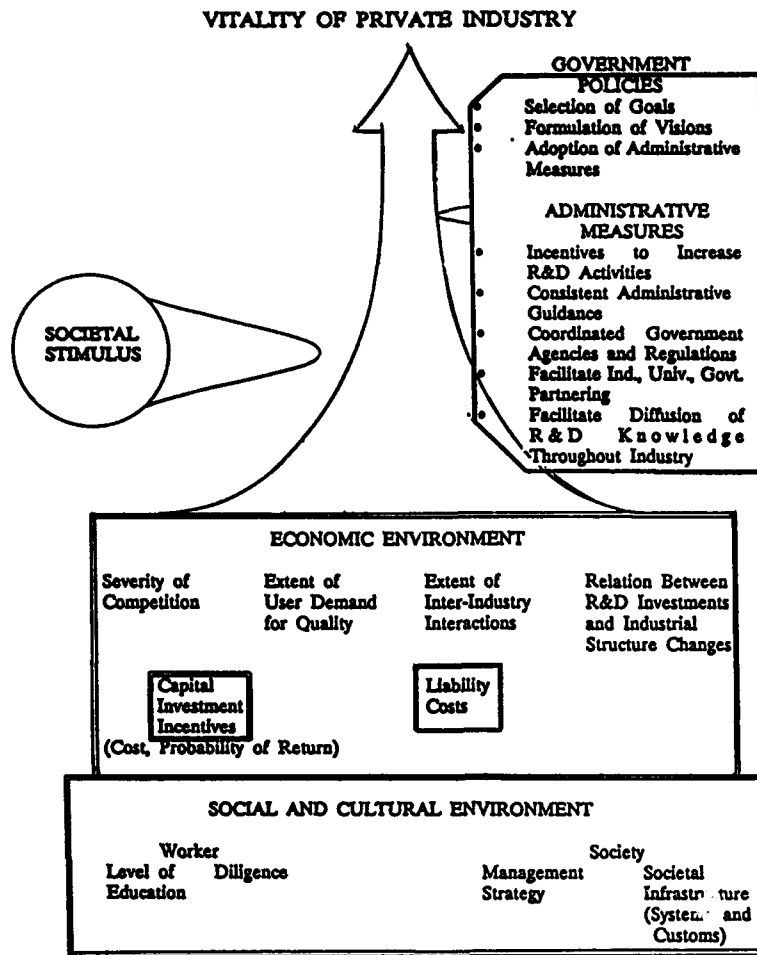 VITALITY OF PRIVATE INDUSTRY
GOVERNMENT
POLICIES
Selection of Goals
Formulation of Visions
Adoption of Administrative
Measures
ADMINISTRATIVE
MEASURES
Incentives to Increase
R&D Activities
Consistent Administrative
Guidance
Coordinated Government
Agencies and Regulations
Facilitate Ind., Univ., Govt.
Partnering
Facilitate Diffusion of
R&D Knowledge
Throughout Industry
SOCIETAL
STIMULUS
ECONOMIC ENVIRONMENT
Severity of
Competition
Extent of
User Demand
for Quality
Extent of
Inter-Industry
Interactions
Relation Between
R&D Investments
and Industrial
Structure Changes
Capital
Investment
Incentives
(Cost, Probability of Return)
Liability
Costs
SOCIAL AND CULTURAL ENVIRONMENT
Worker
Level of
Education
Diligence
Society
Management
Strategy
Societal
(System and
Customs)